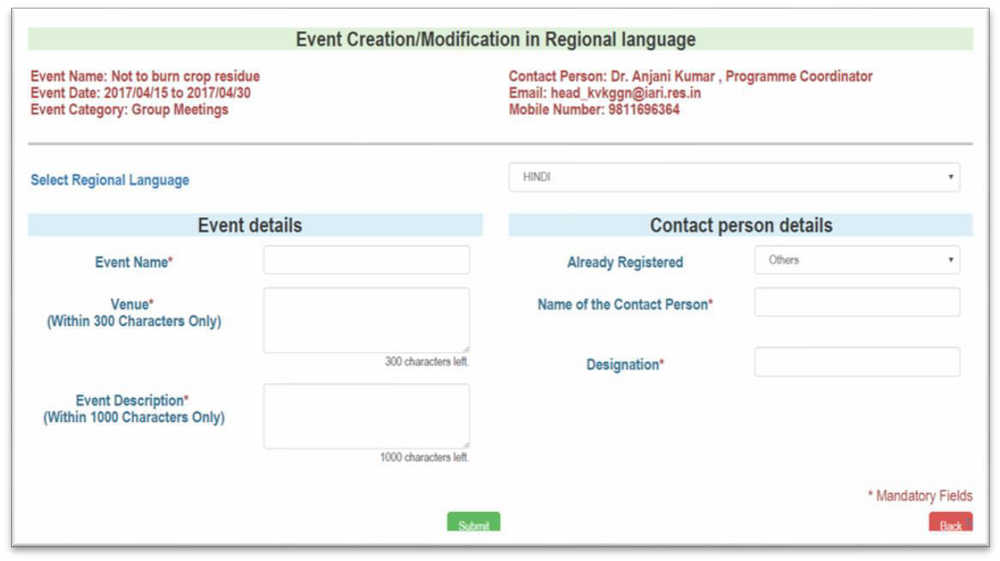 Event Creation/Modification in Regional language
Event Name: Not to burn crop residue
Event Date: 2017/04/15 to 2017/04/30
Event Category: Group Meetings
Contact Person: Dr. Anjani Kumar , Programme Coordinator
Email: head_kvkggn@iari.res.in
Mobile Number: 9811696364
Select Regional Language
HINDI
Event details
Event Name*
Venue*
(Within 300 Characters Only)
300 characters left.
Event Description*
(Within 1000 Characters Only)
1000 characters left.
Contact person details
Already Registered
Others
Name of the Contact Person*
Designation*
* Mandatory Fields
Submit
Back